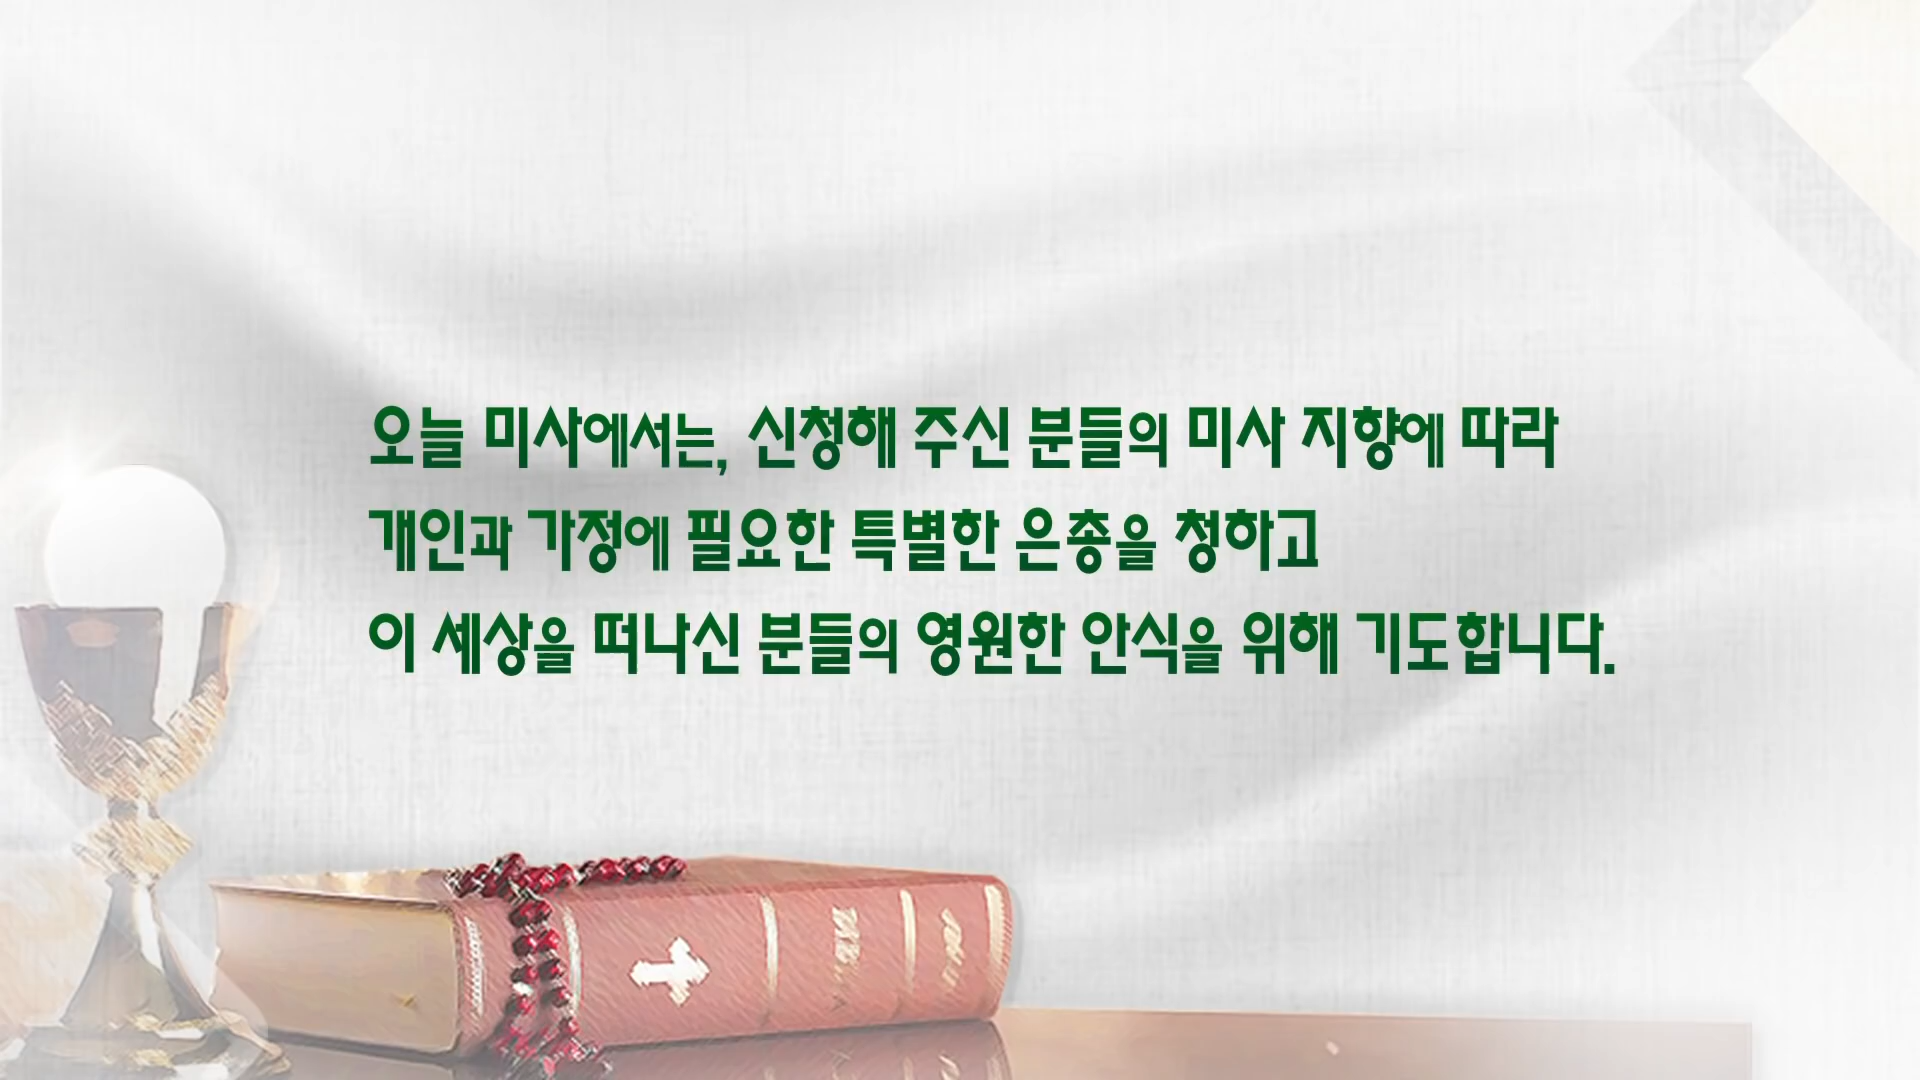 오늘 미사에서는, 신청해 주신 분들의 미사 지향에 따라
개인과 가정에 필요한 특별한 은총을 청하고
이 세상을 떠나신 분들의 영원한 안식을 위해 기도합니다.